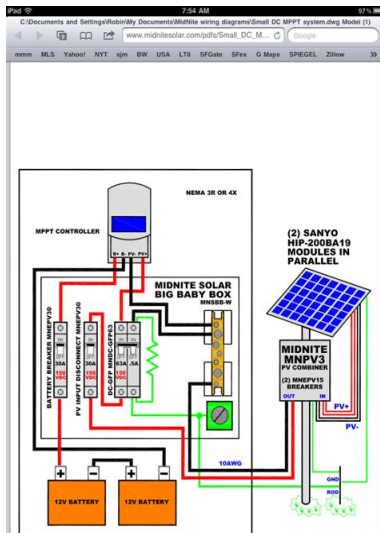 iPad
7:54 AM
97 %
C:\Documents and Settings\Robin\My Documents\MidNite wiring diagrams\Small DC MPPT system.dwg Model (1)
www.midnitesolar.com/pdfs/Small_DC_M...
Google
mmm MLS Yahoo! NYT sjm BW USA LTII SFGate SFex G Maps SPIEGEL Zillow »
NEMA 3R OR 4X
MPPT CONTROLLER
B+ B- PV- PV+
(2) SANYO
HIP-200BA19
MODULES IN
PARALLEL
MIDNITE SOLAR
BIG BABY BOX
MNSBB-W
BATTERY BREAKER MNEPV30
PV INPUT DISCONNECT MNEPV30
DC-GFP MNDC-GFP63
30A
150
VDC
30A
150
VDC
63A
150
VDC
.5A
MIDNITE
MNPV3
PV COMBINER
(2) MNEPV15
BREAKERS
OUT IN
PV+
PV-
10AWG
GND
ROD
+ − − +
12V BATTERY
12V BATTERY